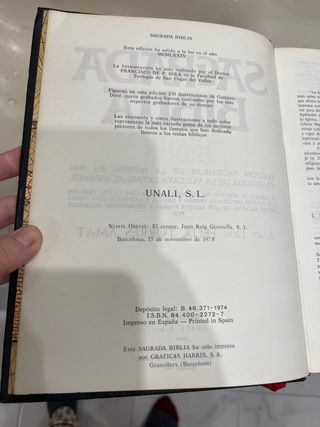 SAGRADA BIBLIA
Esta edición ha salido a la luz en el año
MCMLXXIV
La INTRODUCCIÓN ha sido realizada por el Doctor
FRANCISCO DE P. SOLA de la Facultad de
Teología de San Cugat del Vallés
Figuran en esta edición 230 ilustraciones de Gustavo
Doré, cuyos grabados fueron realizados por los más
expertos grabadores de su tiempo
Las cincuenta y cinco ilustraciones a todo color
representan la más variada gama de los mejores
pintores de todos los tiempos que han dedicado
lienzos a los temas bíblicos
UNALI, S. L.
NIHIL OBSTAT: El censor, Juan Roig Gironella, S. I.
Barcelona, 15 de noviembre de 1974
Depósito legal: B. 46.371-1974
I.S.B.N. 84.400-2272-7
Impreso en España — Printed in Spain
Esta SAGRADA BIBLIA ha sido impresa
por GRAFICAS HARRIS, S. A.
Granollers (Barcelona)